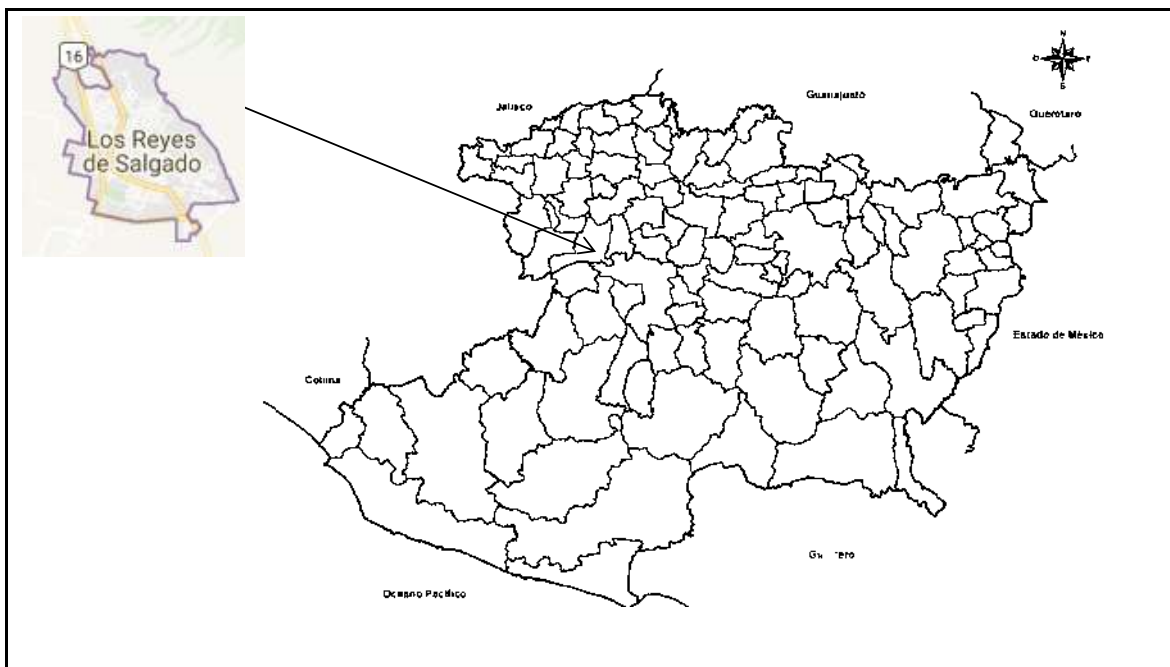 16
Los Reyes
de Salgado
N
S
Jalisco
Guanajuato
Querétaro
Estado de México
Colima
Océano Pacífico